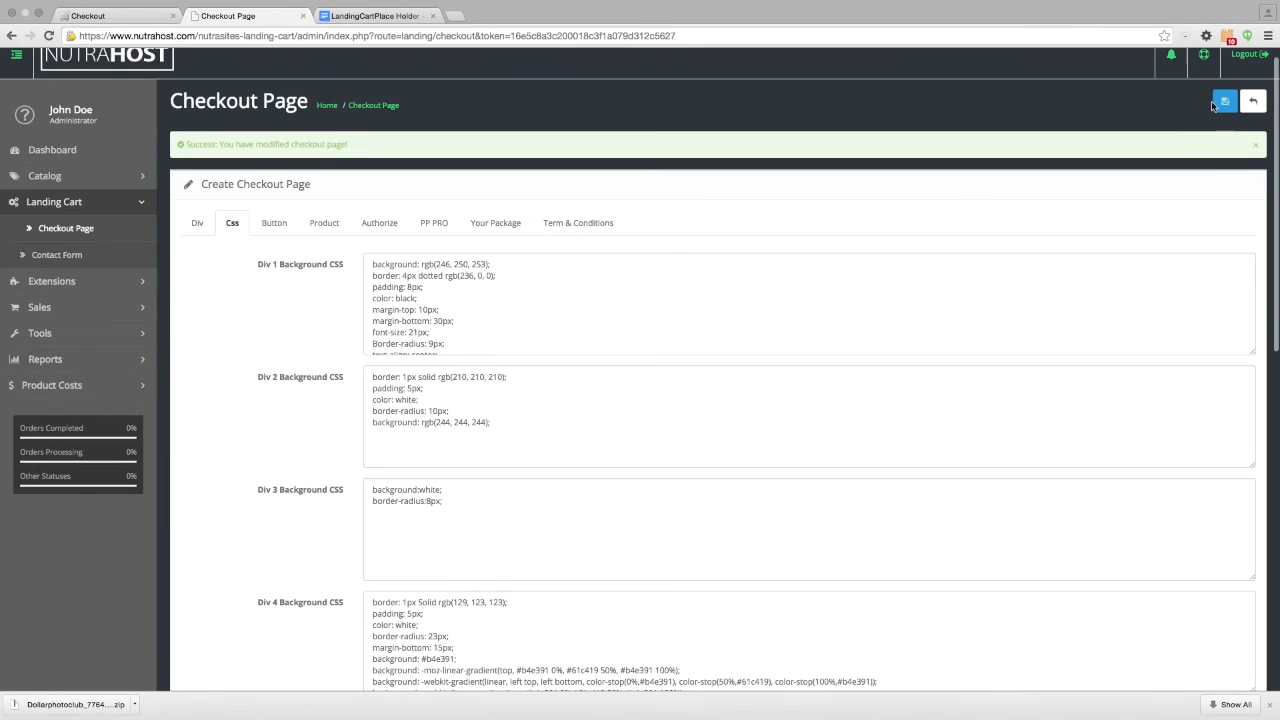 Checkout
Checkout Page
LandingCartPlace Holder -
https://www.nutrahost.com/nutrasites-landing-cart/admin/index.php?route=landing/checkout&token=16e5c8a3c200018c3f1a079d312c5627
10
NUTRAHOST
Logout
John Doe
Administrator
Checkout Page
Home / Checkout Page
Success: You have modified checkout page!
×
Dashboard
Catalog
Landing Cart
Checkout Page
Contact Form
Extensions
Sales
Tools
Reports
$ Product Costs
Orders Completed 0%
Orders Processing 0%
Other Statuses 0%
Create Checkout Page
Div Css Button Product Authorize PP PRO Your Package Term & Conditions
Div 1 Background CSS
background: rgb(246, 250, 253);
border: 4px dotted rgb(236, 0, 0);
padding: 8px;
color: black;
margin-top: 10px;
margin-bottom: 30px;
font-size: 21px;
Border-radius: 9px;
text-align: center;
Div 2 Background CSS
border: 1px solid rgb(210, 210, 210);
padding: 5px;
color: white;
border-radius: 10px;
background: rgb(244, 244, 244);
Div 3 Background CSS
background:white;
border-radius:8px;
Div 4 Background CSS
border: 1px Solid rgb(129, 123, 123);
padding: 5px;
color: white;
border-radius: 23px;
margin-bottom: 15px;
background: #b4e391;
background: -moz-linear-gradient(top, #b4e391 0%, #61c419 50%, #b4e391 100%);
background: -webkit-gradient(linear, left top, left bottom, color-stop(0%,#b4e391), color-stop(50%,#61c419), color-stop(100%,#b4e391));
Dollarphotoclub_7764....zip
Show All